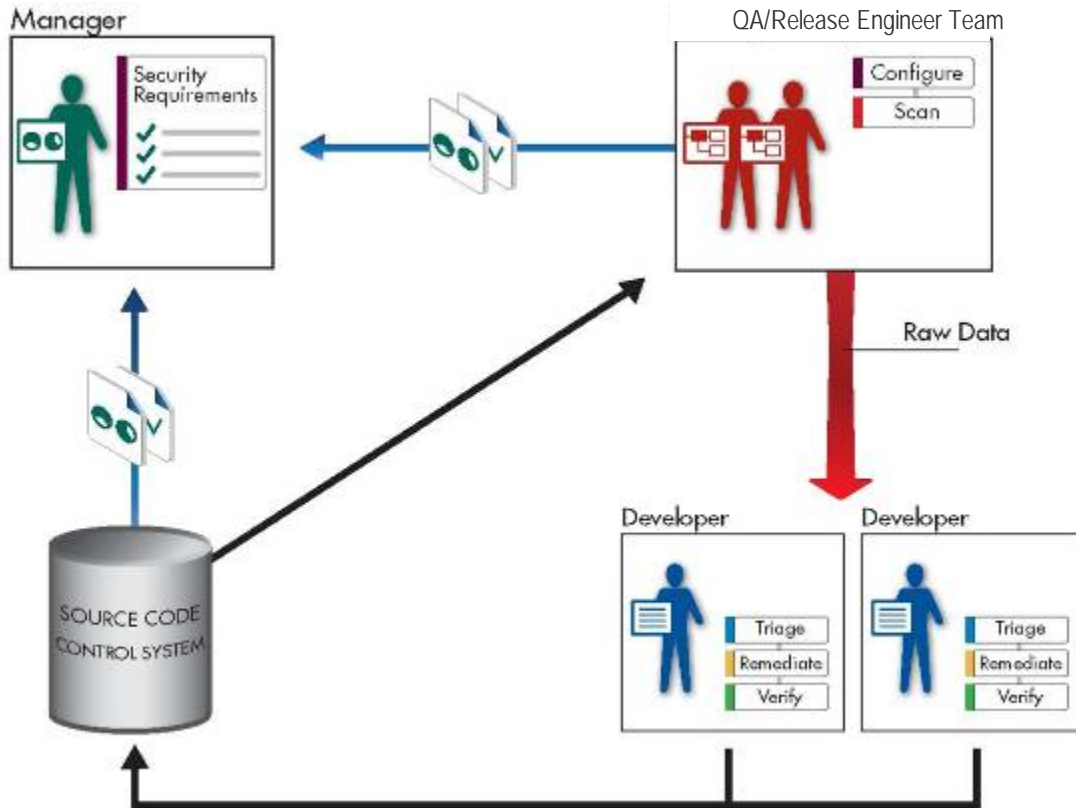 Manager
QA/Release Engineer Team
Security
Requirements
Configure
Scan
Raw Data
SOURCE CODE
CONTROL SYSTEM
Developer
Triage
Remediate
Verify
Developer
Triage
Remediate
Verify